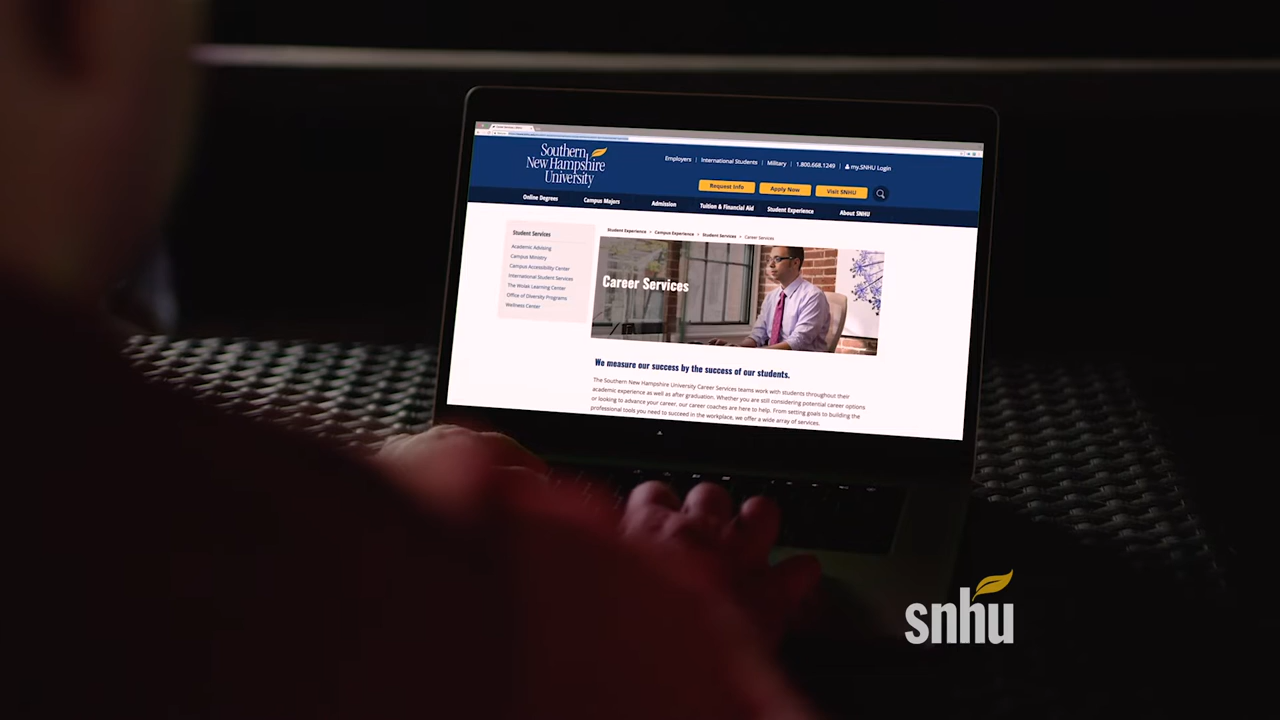 Southern
New Hampshire
University
Employers | International Students | Military | 1.800.668.1249 | my.SNHU Login
Request Info Apply Now Visit SNHU
Online Degrees Campus Majors Admission Tuition & Financial Aid Student Experience About SNHU
Student Services
Academic Advising
Campus Ministry
Campus Accessibility Center
International Student Services
The Wolak Learning Center
Office of Diversity Programs
Wellness Center
Student Experience > Campus Experience > Student Services > Career Services
Career Services
We measure our success by the success of our students.
The Southern New Hampshire University Career Services teams work with students throughout their
academic experience as well as after graduation. Whether you are still considering potential career options
or looking to advance your career, our career coaches are here to help. From setting goals to building the
professional tools you need to succeed in the workplace, we offer a wide array of services.
snhu